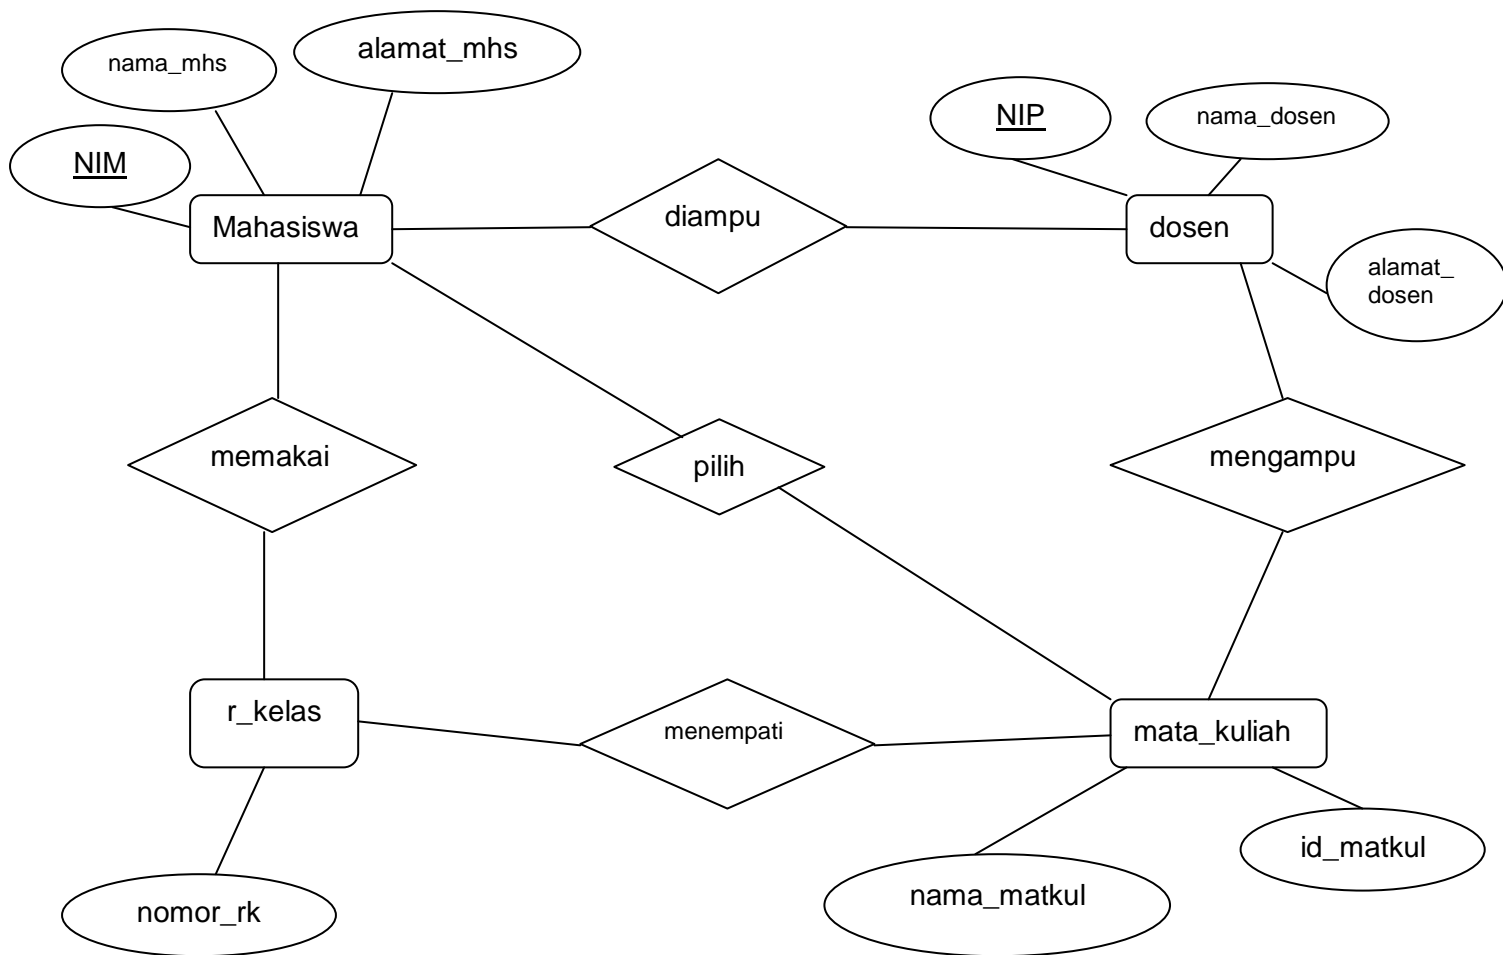 nama_mhs
alamat_mhs
NIM
NIP
nama_dosen
Mahasiswa
diampu
dosen
alamat_
dosen
memakai
pilih
mengampu
r_kelas
menempati
mata_kuliah
nomor_rk
nama_matkul
id_matkul